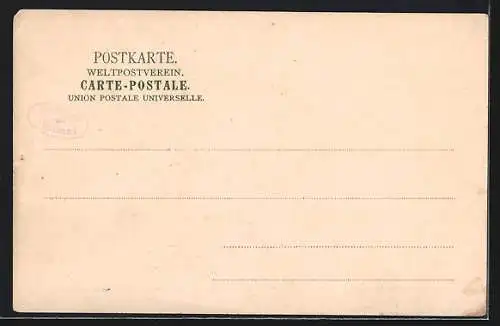 POSTKARTE.
WELTPOSTVEREIN.
CARTE-POSTALE.
UNION POSTALE UNIVERSELLE.